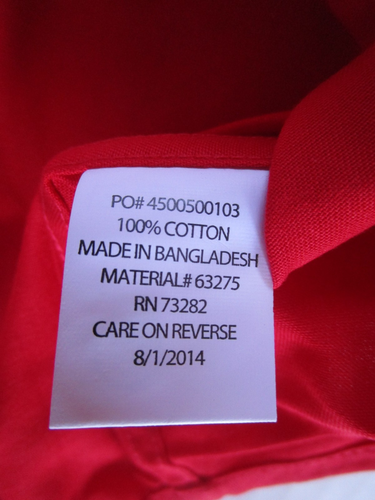 PO# 4500500103
100% COTTON
MADE IN BANGLADESH
MATERIAL# 63275
RN 73282
CARE ON REVERSE
8/1/2014